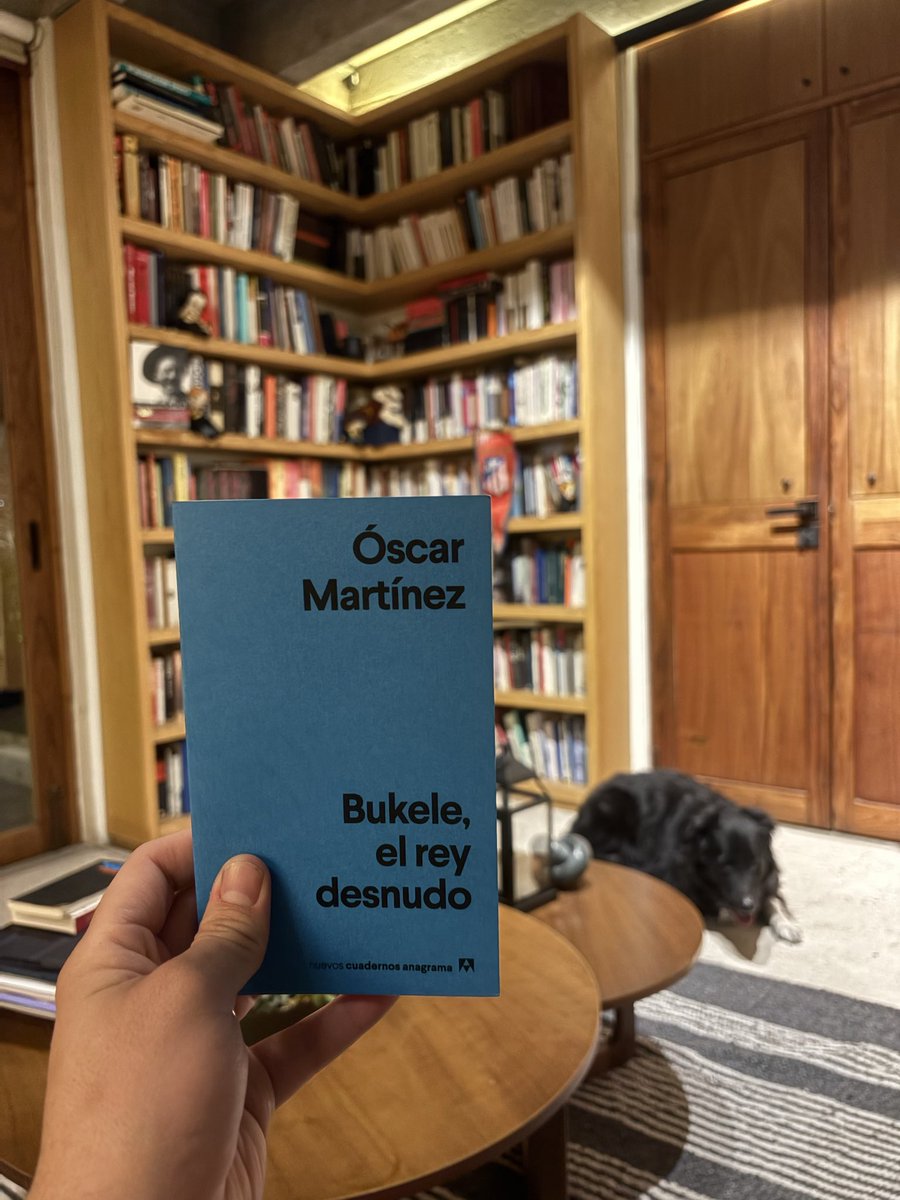 Óscar
Martínez
Bukele,
el rey
desnudo
nuevos cuadernos anagrama